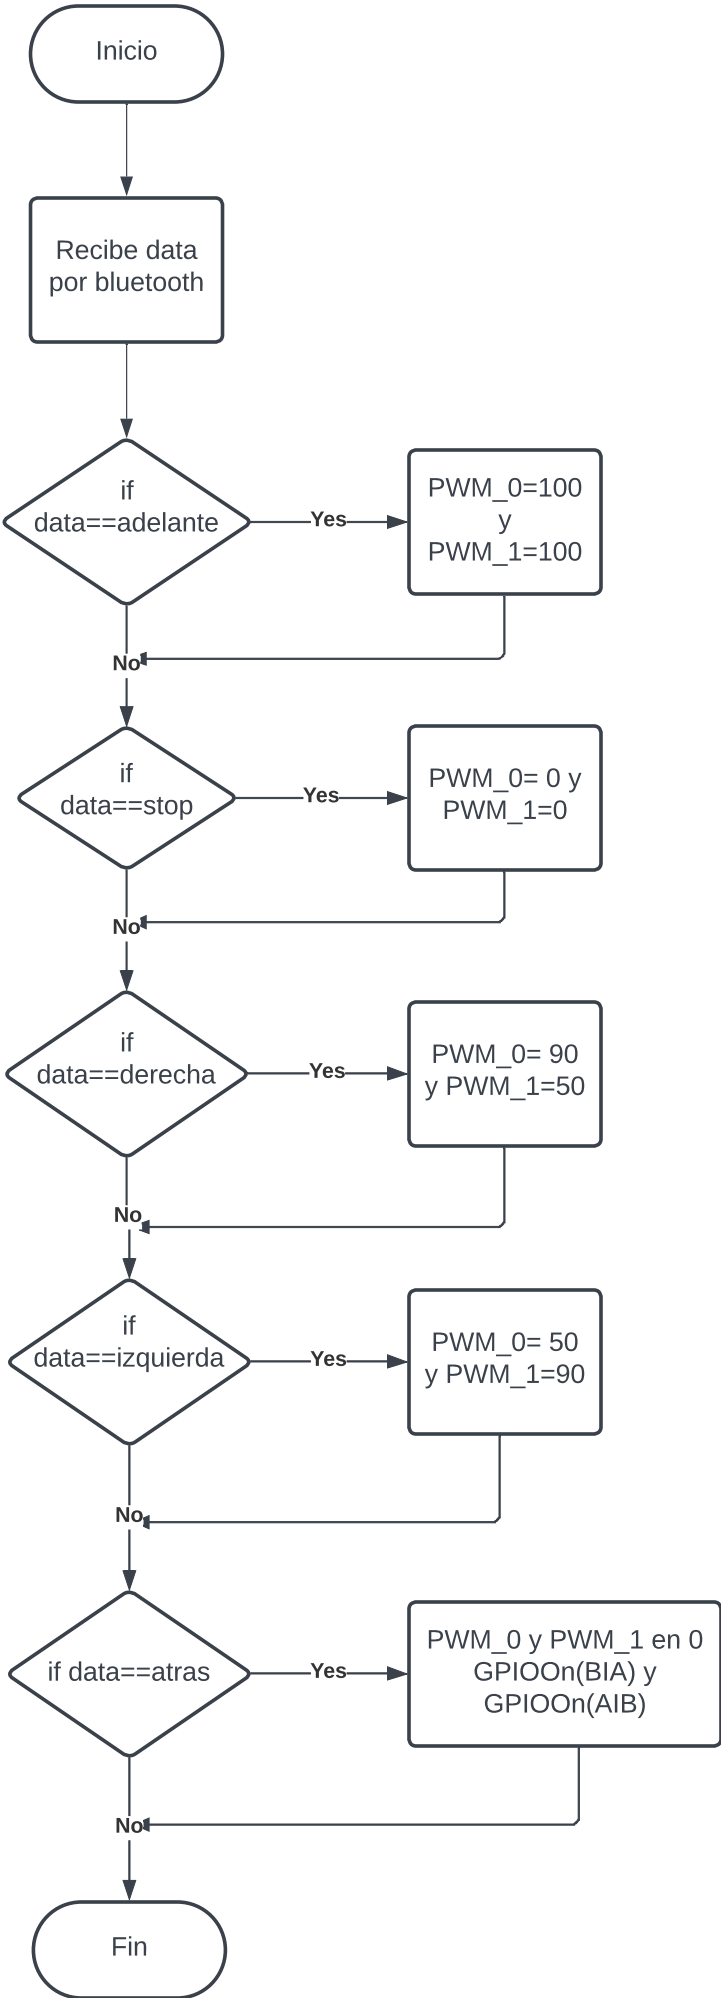 Inicio
Recibe data
por bluetooth
if
data==adelante
Yes
PWM_0=100
y
PWM_1=100
No
if
data==stop
Yes
PWM_0= 0 y
PWM_1=0
No
if
data==derecha
Yes
PWM_0= 90
y PWM_1=50
No
if
data==izquierda
Yes
PWM_0= 50
y PWM_1=90
No
if data==atras
Yes
PWM_0 y PWM_1 en 0
GPIOOn(BIA) y
GPIOOn(AIB)
No
Fin